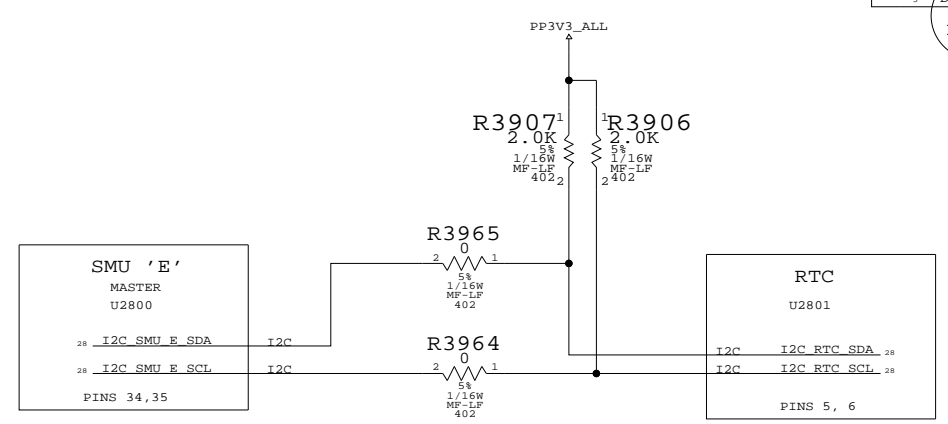 PP3V3_ALL
R3907 1
2.0K
5%
1/16W
MF-LF
402 2
1 R3906
2.0K
5%
1/16W
MF-LF
2 402
R3965
0
2 1
5%
1/16W
MF-LF
402
SMU 'E'
MASTER
U2800
28 I2C_SMU_E_SDA I2C
28 I2C_SMU_E_SCL I2C
PINS 34,35
R3964
0
2 1
5%
1/16W
MF-LF
402
RTC
U2801
I2C I2C_RTC_SDA 28
I2C I2C_RTC_SCL 28
PINS 5, 6